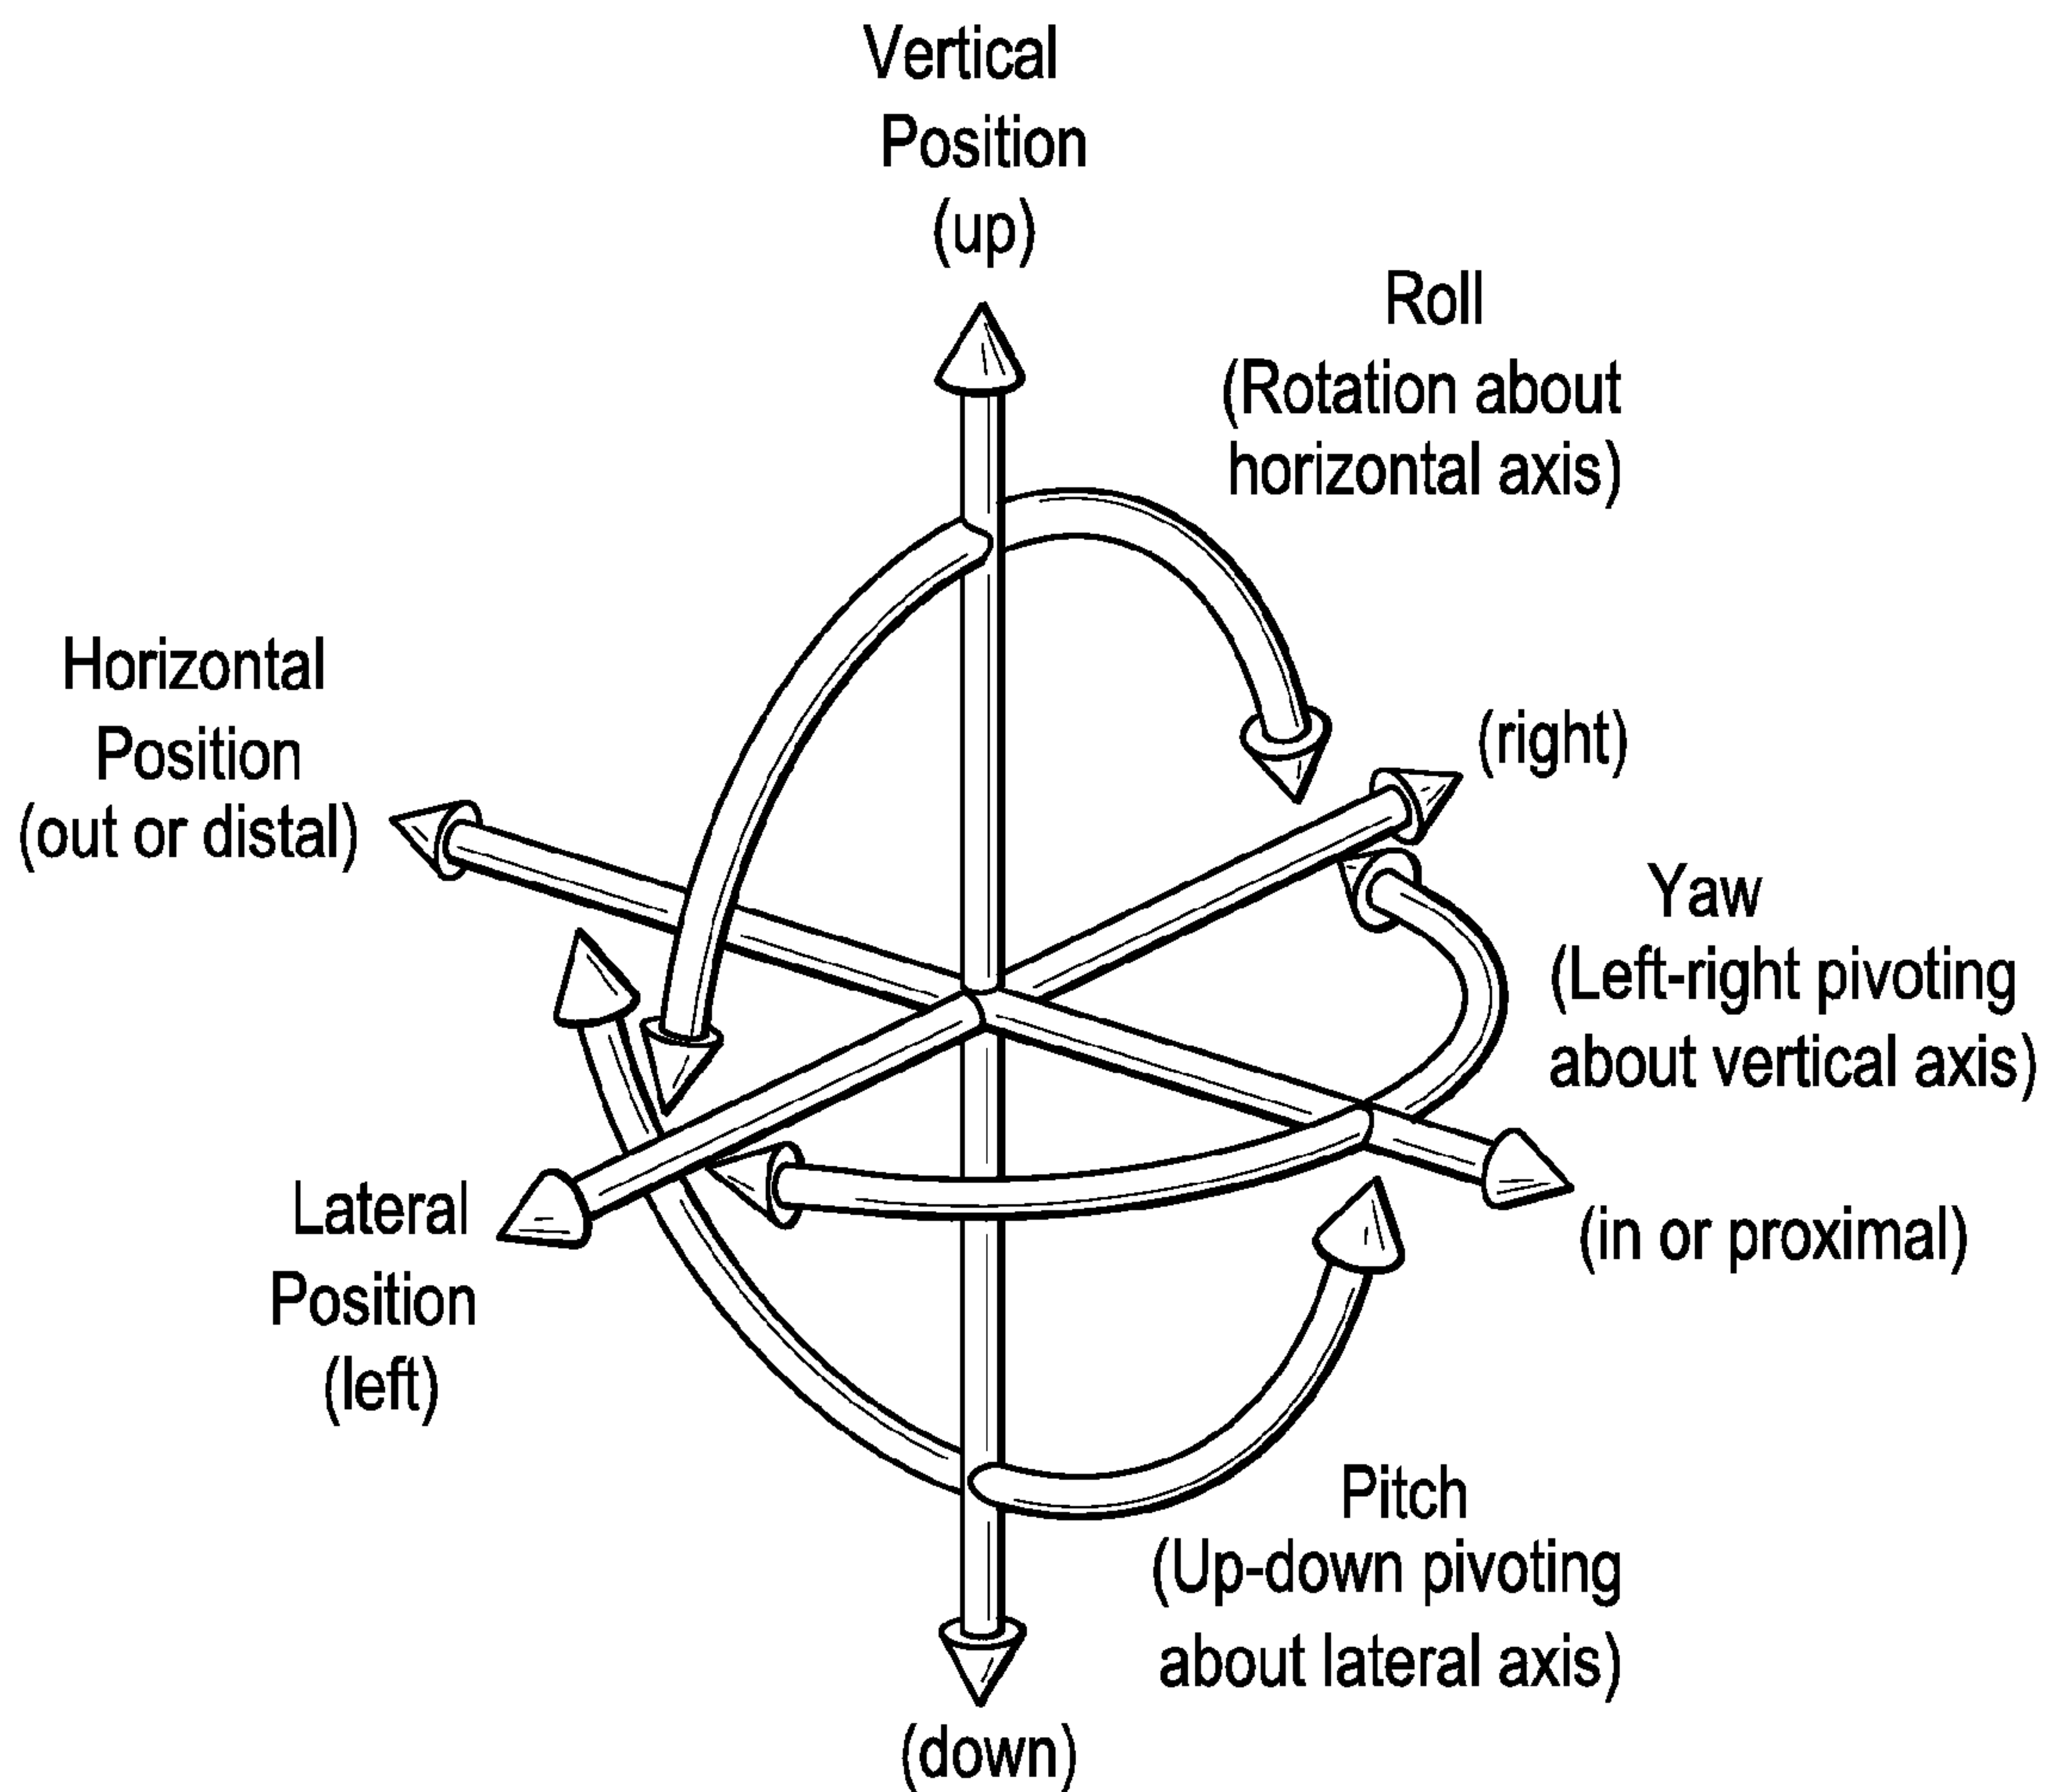 Vertical
Position
(up)
Roll
(Rotation about
horizontal axis)
Horizontal
Position
(out or distal)
(right)
Yaw
(Left-right pivoting
about vertical axis)
Lateral
Position
(left)
(in or proximal)
Pitch
(Up-down pivoting
about lateral axis)
(down)